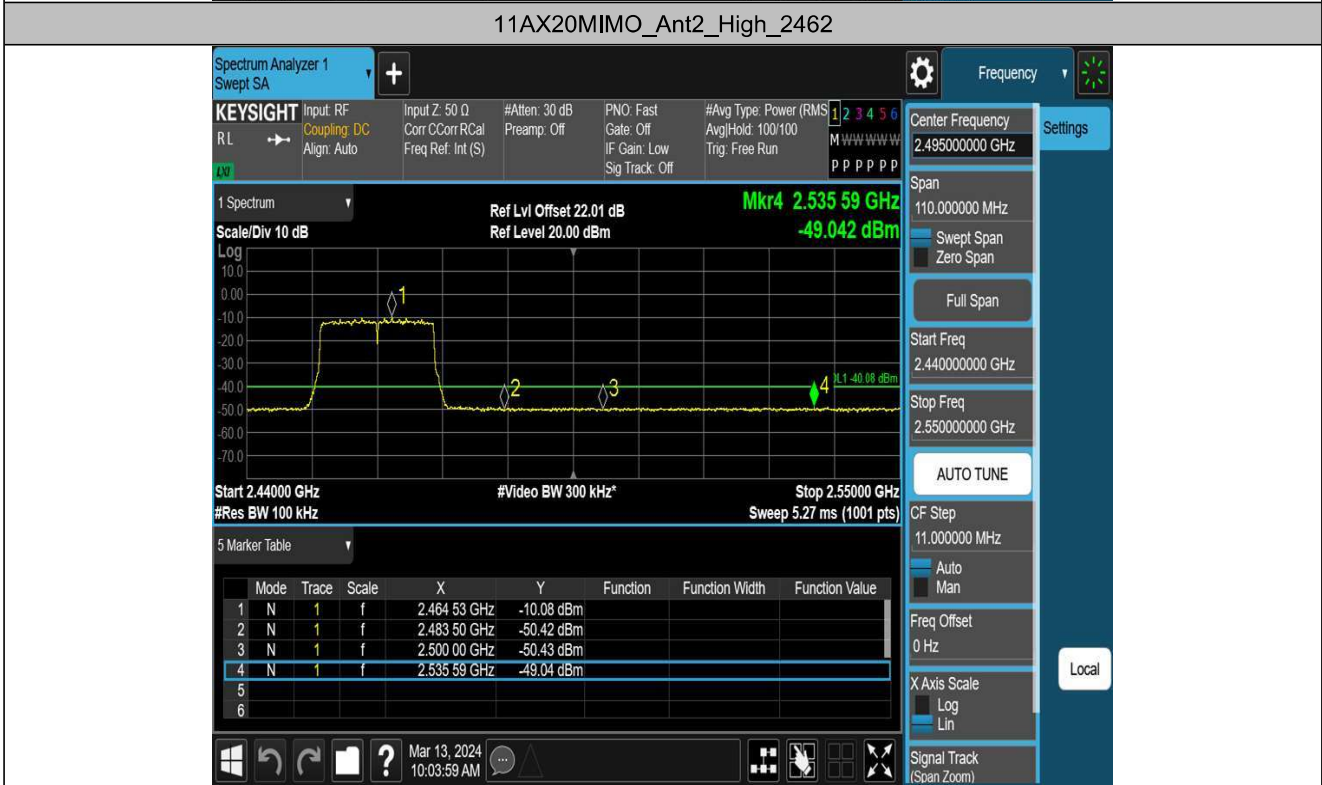 11AX20MIMO_Ant2_High_2462
Spectrum Analyzer 1
Swept SA
+
Frequency
KEYSIGHT
RL
LXI
Input: RF
Coupling: DC
Align: Auto
Input Z: 50 Ω
Corr CCorr RCal
Freq Ref: Int (S)
#Atten: 30 dB
Preamp: Off
PNO: Fast
Gate: Off
IF Gain: Low
Sig Track: Off
#Avg Type: Power (RMS
Avg|Hold: 100/100
Trig: Free Run
1 2 3 4 5 6
M W W W W W
P P P P P P
1 Spectrum
Scale/Div 10 dB
Ref Lvl Offset 22.01 dB
Ref Level 20.00 dBm
Mkr4 2.535 59 GHz
-49.042 dBm
Log
10.0
0.00
-10.0
-20.0
-30.0
-40.0
-50.0
-60.0
-70.0
1
2
3
4
DL1 -40.08 dBm
Start 2.44000 GHz
#Res BW 100 kHz
#Video BW 300 kHz*
Stop 2.55000 GHz
Sweep 5.27 ms (1001 pts)
5 Marker Table
Mode Trace Scale X Y Function Function Width Function Value
1 N 1 f 2.464 53 GHz -10.08 dBm
2 N 1 f 2.483 50 GHz -50.42 dBm
3 N 1 f 2.500 00 GHz -50.43 dBm
4 N 1 f 2.535 59 GHz -49.04 dBm
5
6
?
Mar 13, 2024
10:03:59 AM
Center Frequency
2.495000000 GHz
Settings
Span
110.000000 MHz
Swept Span
Zero Span
Full Span
Start Freq
2.440000000 GHz
Stop Freq
2.550000000 GHz
AUTO TUNE
CF Step
11.000000 MHz
Auto
Man
Freq Offset
0 Hz
Local
X Axis Scale
Log
Lin
Signal Track
(Span Zoom)